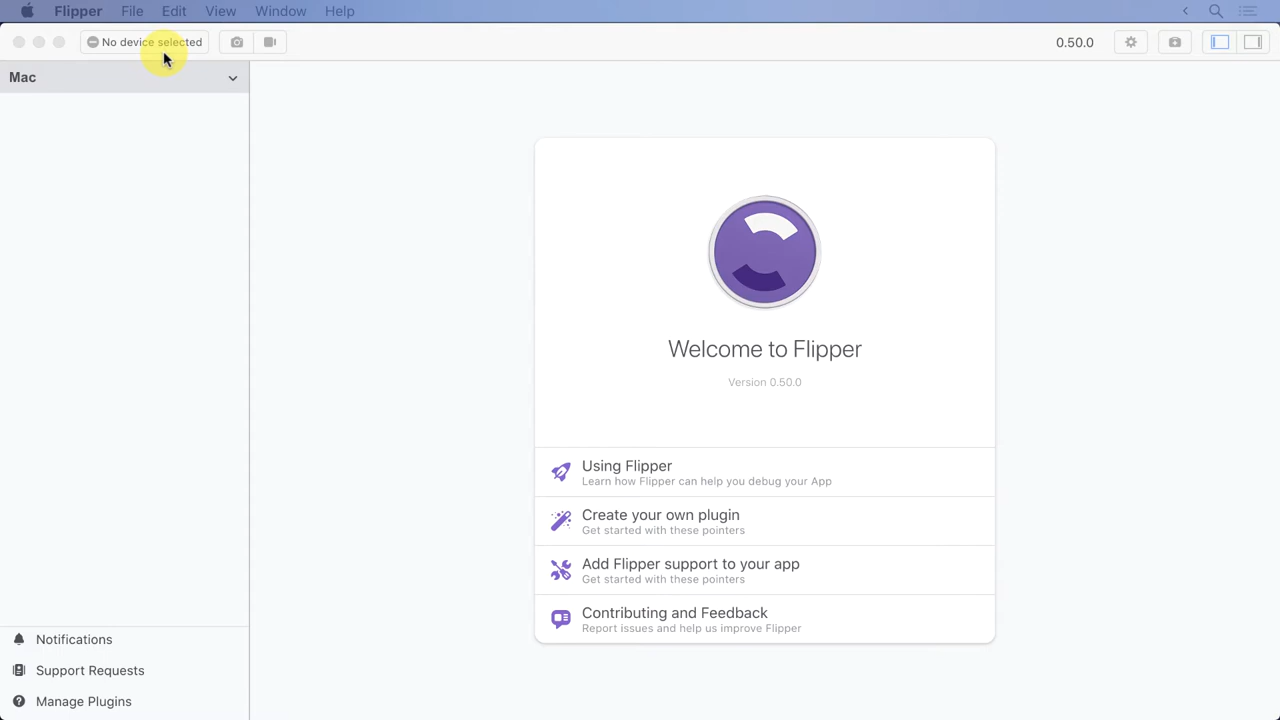 Flipper File Edit View Window Help
No device selected
0.50.0
Mac
Welcome to Flipper
Version 0.50.0
Using Flipper
Learn how Flipper can help you debug your App
Create your own plugin
Get started with these pointers
Add Flipper support to your app
Get started with these pointers
Contributing and Feedback
Report issues and help us improve Flipper
Notifications
Support Requests
Manage Plugins